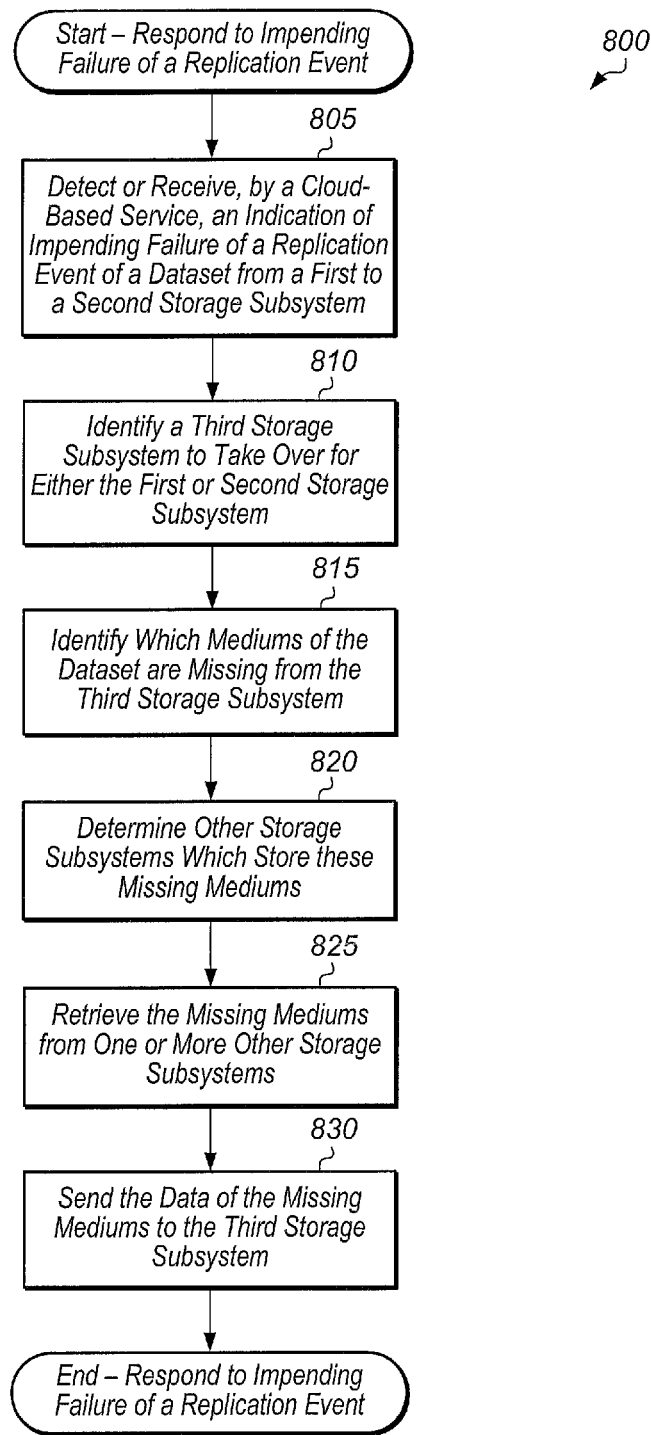 Start – Respond to Impending
Failure of a Replication Event
800
805
Detect or Receive, by a Cloud-
Based Service, an Indication of
Impending Failure of a Replication
Event of a Dataset from a First to
a Second Storage Subsystem
810
Identify a Third Storage
Subsystem to Take Over for
Either the First or Second Storage
Subsystem
815
Identify Which Mediums of the
Dataset are Missing from the
Third Storage Subsystem
820
Determine Other Storage
Subsystems Which Store these
Missing Mediums
825
Retrieve the Missing Mediums
from One or More Other Storage
Subsystems
830
Send the Data of the Missing
Mediums to the Third Storage
Subsystem
End – Respond to Impending
Failure of a Replication Event